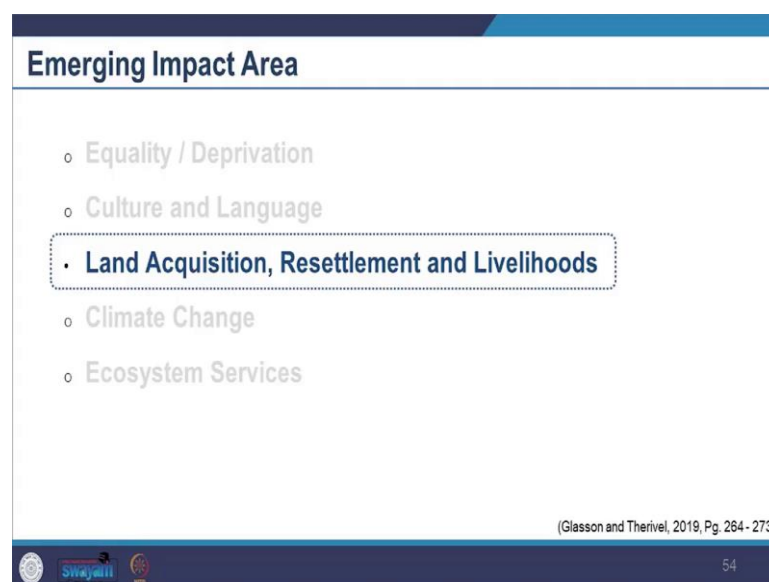 Emerging Impact Area
o Equality / Deprivation
o Culture and Language
• Land Acquisition, Resettlement and Livelihoods
o Climate Change
o Ecosystem Services
(Glasson and Therivel, 2019, Pg. 264 - 273
swayam
54